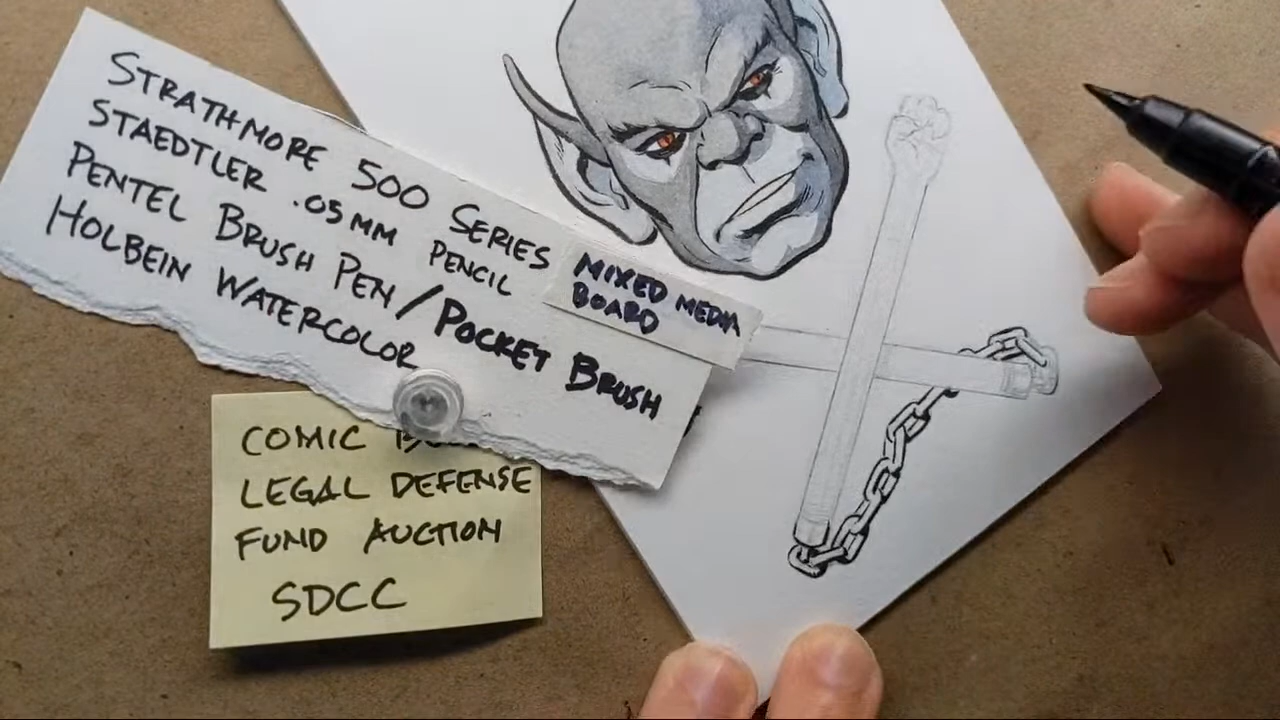 STRATHMORE 500 SERIES MIXED MEDIA BOARD
STAEDTLER .05MM PENCIL
PENTEL BRUSH PEN/POCKET BRUSH
HOLBEIN WATERCOLOR
COMIC
LEGAL DEFENSE
FUND AUCTION
SDCC